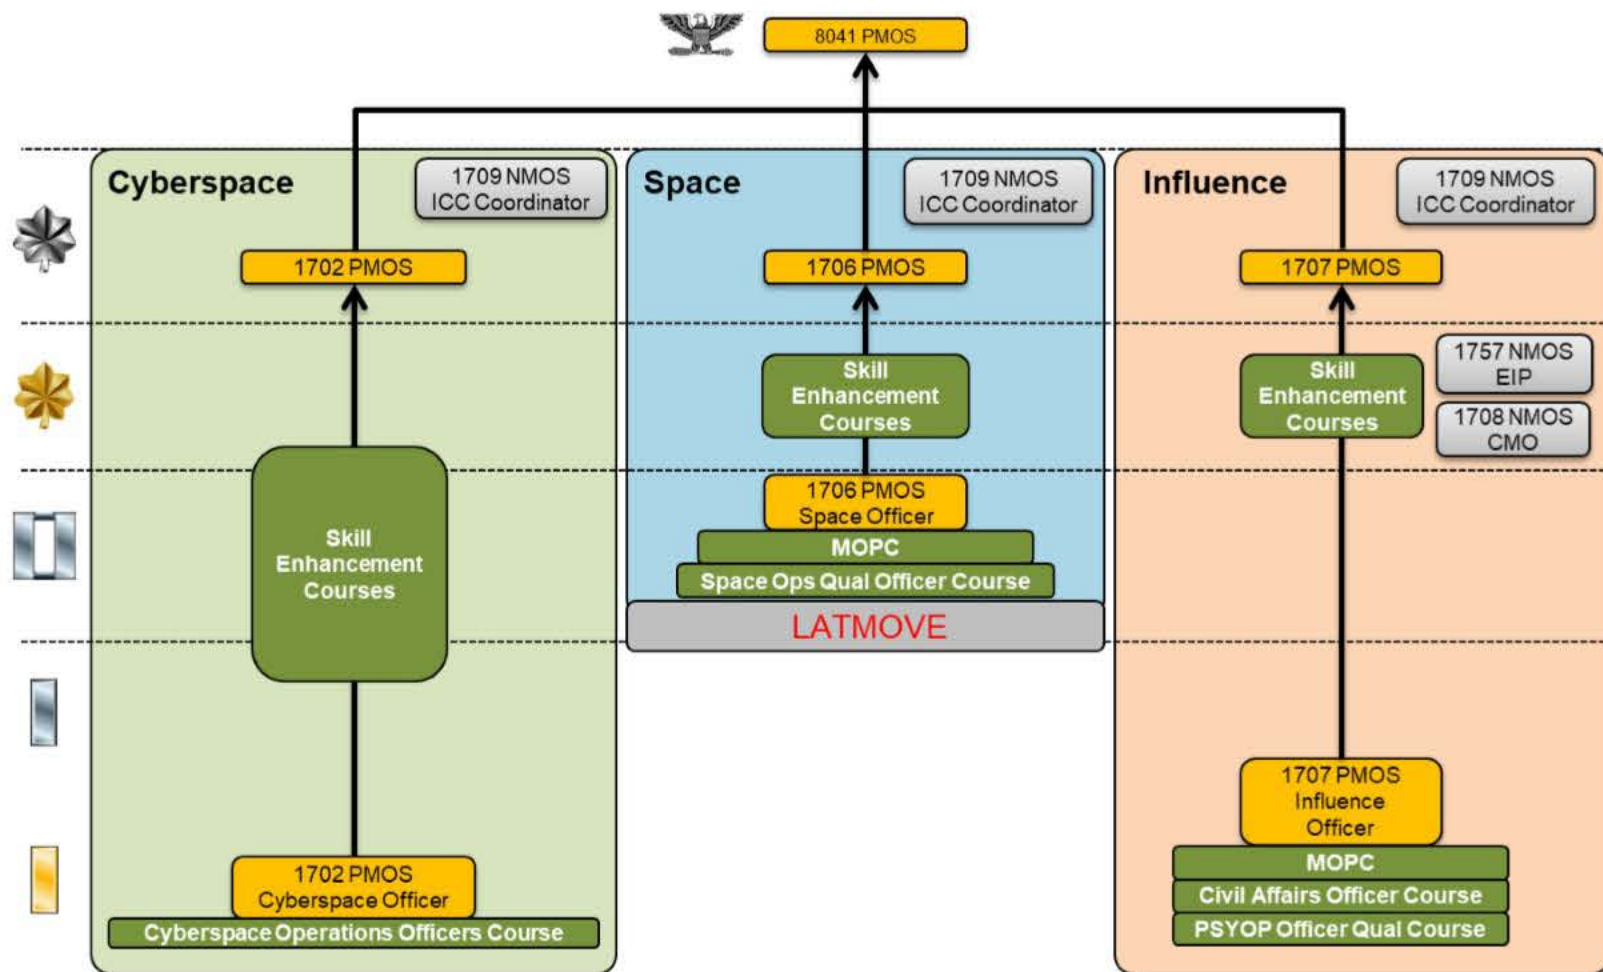 8041 PMOS
Cyberspace
1709 NMOS
ICC Coordinator
1702 PMOS
Skill
Enhancement
Courses
1702 PMOS
Cyberspace Officer
Cyberspace Operations Officers Course
Space
1709 NMOS
ICC Coordinator
1706 PMOS
Skill
Enhancement
Courses
1706 PMOS
Space Officer
MOPC
Space Ops Qual Officer Course
LATMOVE
Influence
1709 NMOS
ICC Coordinator
1707 PMOS
Skill
Enhancement
Courses
1757 NMOS
EIP
1708 NMOS
CMO
1707 PMOS
Influence
Officer
MOPC
Civil Affairs Officer Course
PSYOP Officer Qual Course